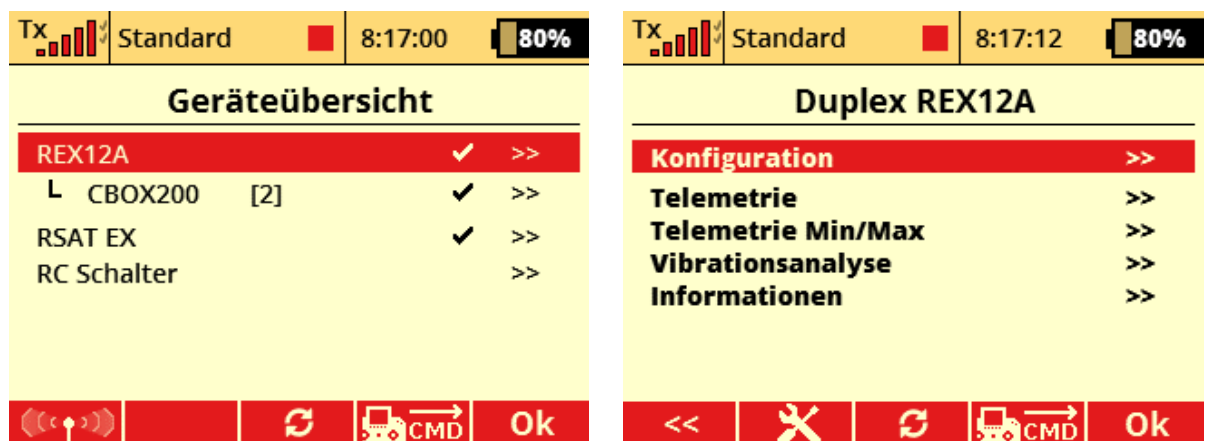 Tx Standard 8:17:00 80%
Geräteübersicht
REX12A >>
CBOX200 [2] >>
RSAT EX >>
RC Schalter >>
CMD Ok
Tx Standard 8:17:12 80%
Duplex REX12A
Konfiguration >>
Telemetrie >>
Telemetrie Min/Max >>
Vibrationsanalyse >>
Informationen >>
<< CMD Ok